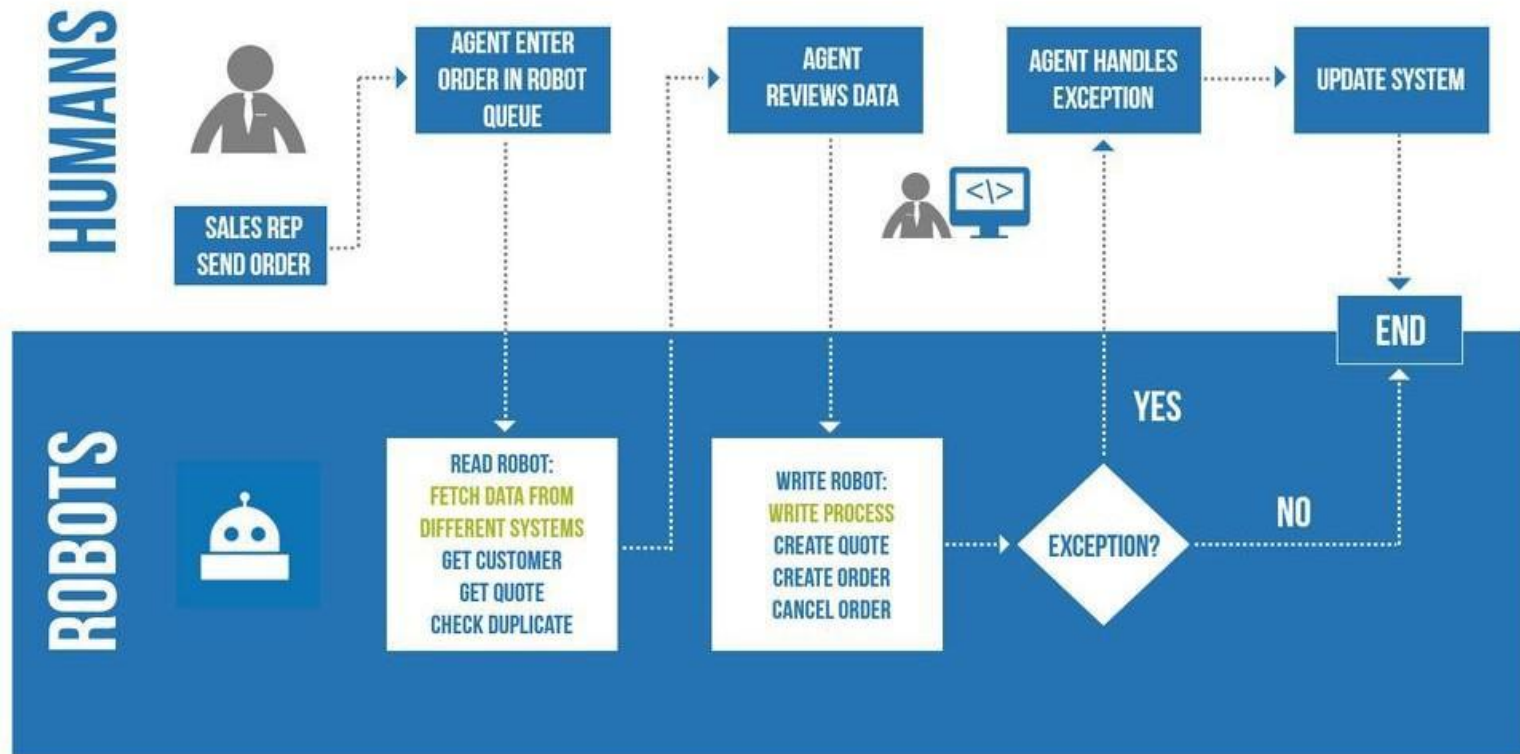 HUMANS
SALES REP
SEND ORDER
AGENT ENTER
ORDER IN ROBOT
QUEUE
AGENT
REVIEWS DATA
</>
AGENT HANDLES
EXCEPTION
UPDATE SYSTEM
END
ROBOTS
READ ROBOT:
FETCH DATA FROM
DIFFERENT SYSTEMS
GET CUSTOMER
GET QUOTE
CHECK DUPLICATE
WRITE ROBOT:
WRITE PROCESS
CREATE QUOTE
CREATE ORDER
CANCEL ORDER
EXCEPTION?
YES
NO